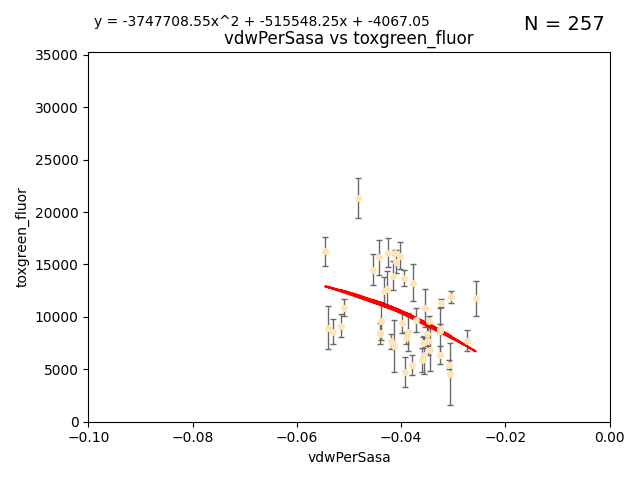 y = -3747708.55x^2 + -515548.25x + -4067.05
N = 257
vdwPerSasa vs toxgreen_fluor
35000
30000
25000
20000
15000
10000
5000
0
toxgreen_fluor
−0.10 −0.08 −0.06 −0.04 −0.02 0.00
vdwPerSasa